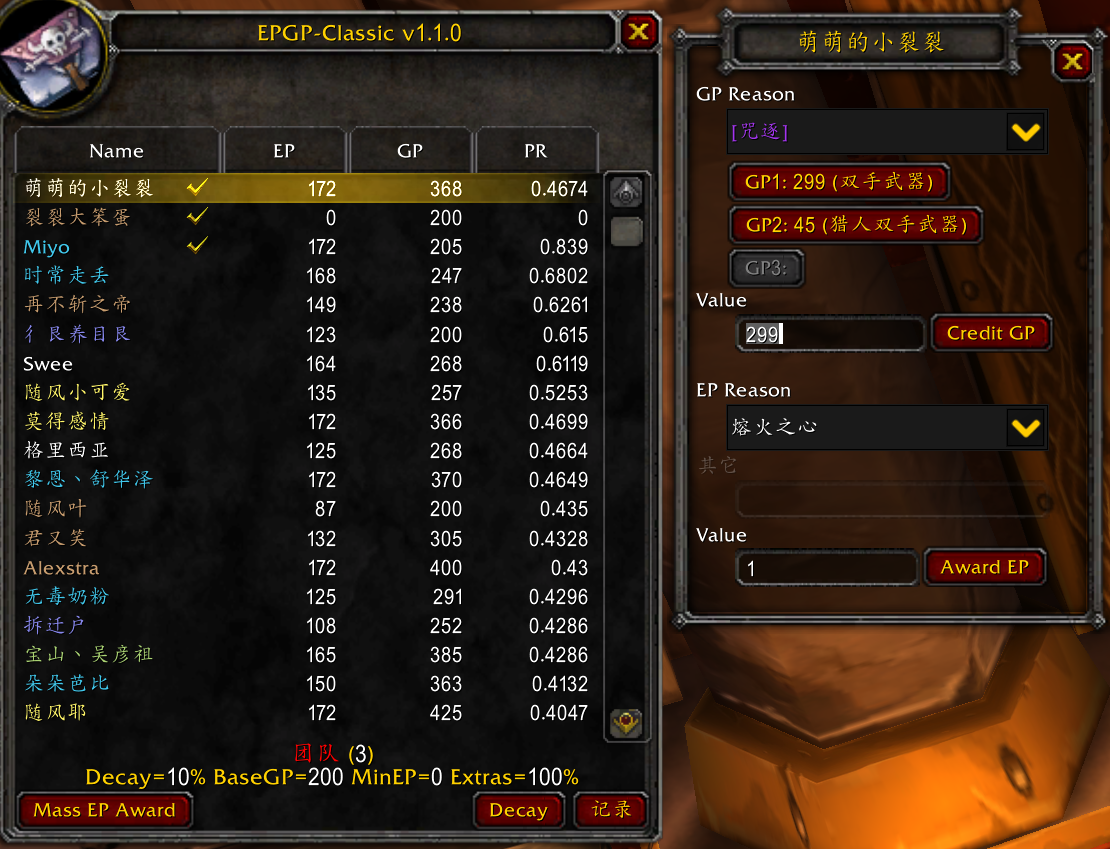 EPGP-Classic v1.1.0
Name EP GP PR
萌萌的小裂裂 172 368 0.4674
裂裂大笨蛋 0 200 0
Miyo 172 205 0.839
时常走丢 168 247 0.6802
再不斩之帝 149 238 0.6261
彳艮养目艮 123 200 0.615
Swee 164 268 0.6119
随风小可爱 135 257 0.5253
莫得感情 172 366 0.4699
格里西亚 125 268 0.4664
黎恩丶舒华泽 172 370 0.4649
随风叶 87 200 0.435
君又笑 132 305 0.4328
Alexstra 172 400 0.43
无毒奶粉 125 291 0.4296
拆迁户 108 252 0.4286
宝山丶吴彦祖 165 385 0.4286
朵朵芭比 150 363 0.4132
随风耶 172 425 0.4047
团队 (3)
Decay=10% BaseGP=200 MinEP=0 Extras=100%
Mass EP Award Decay 记录
萌萌的小裂裂
GP Reason
[咒逐]
GP1: 299 (双手武器)
GP2: 45 (猎人双手武器)
GP3:
Value
299 Credit GP
EP Reason
熔火之心
其它
Value
1 Award EP